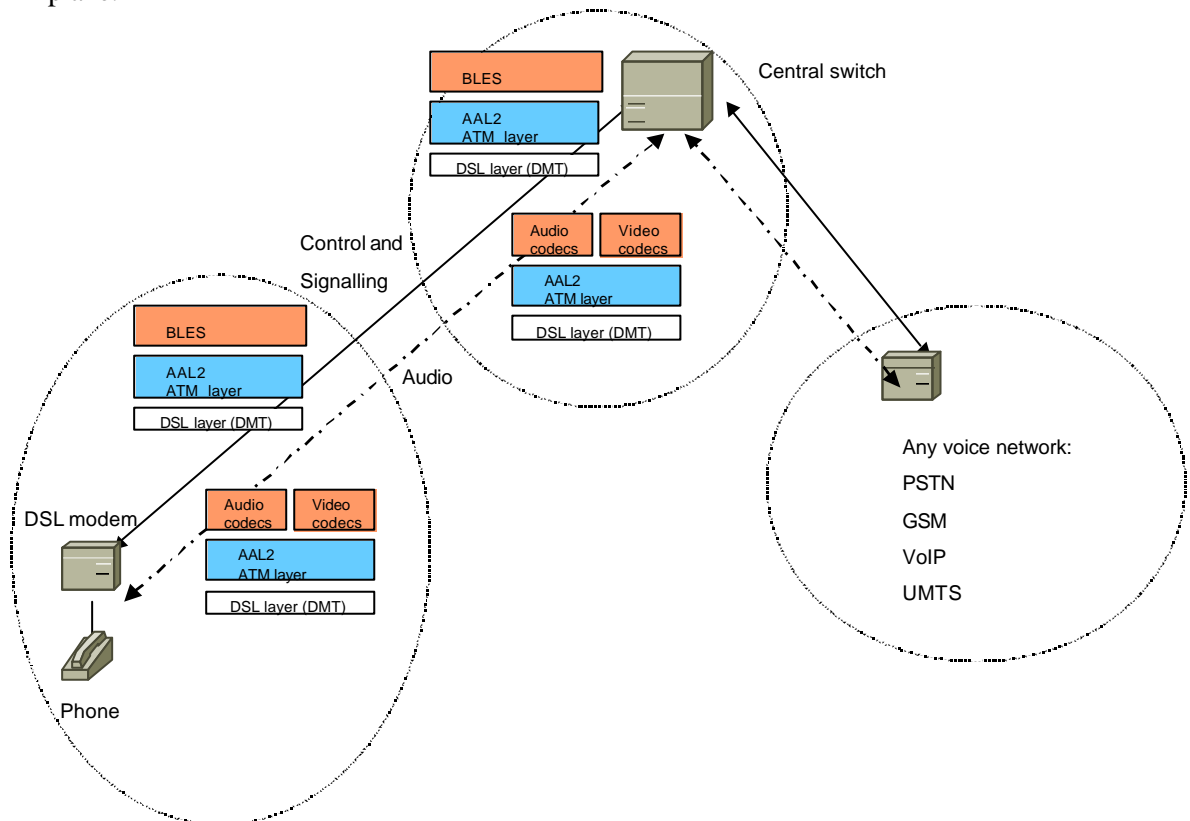 BLES
AAL2
ATM layer
DSL layer (DMT)
Central switch
Audio codecs
Video codecs
AAL2
ATM layer
DSL layer (DMT)
Control and
Signalling
BLES
AAL2
ATM layer
DSL layer (DMT)
Audio
Audio codecs
Video codecs
AAL2
ATM layer
DSL layer (DMT)
DSL modem
Phone
Any voice network:
PSTN
GSM
VoIP
UMTS